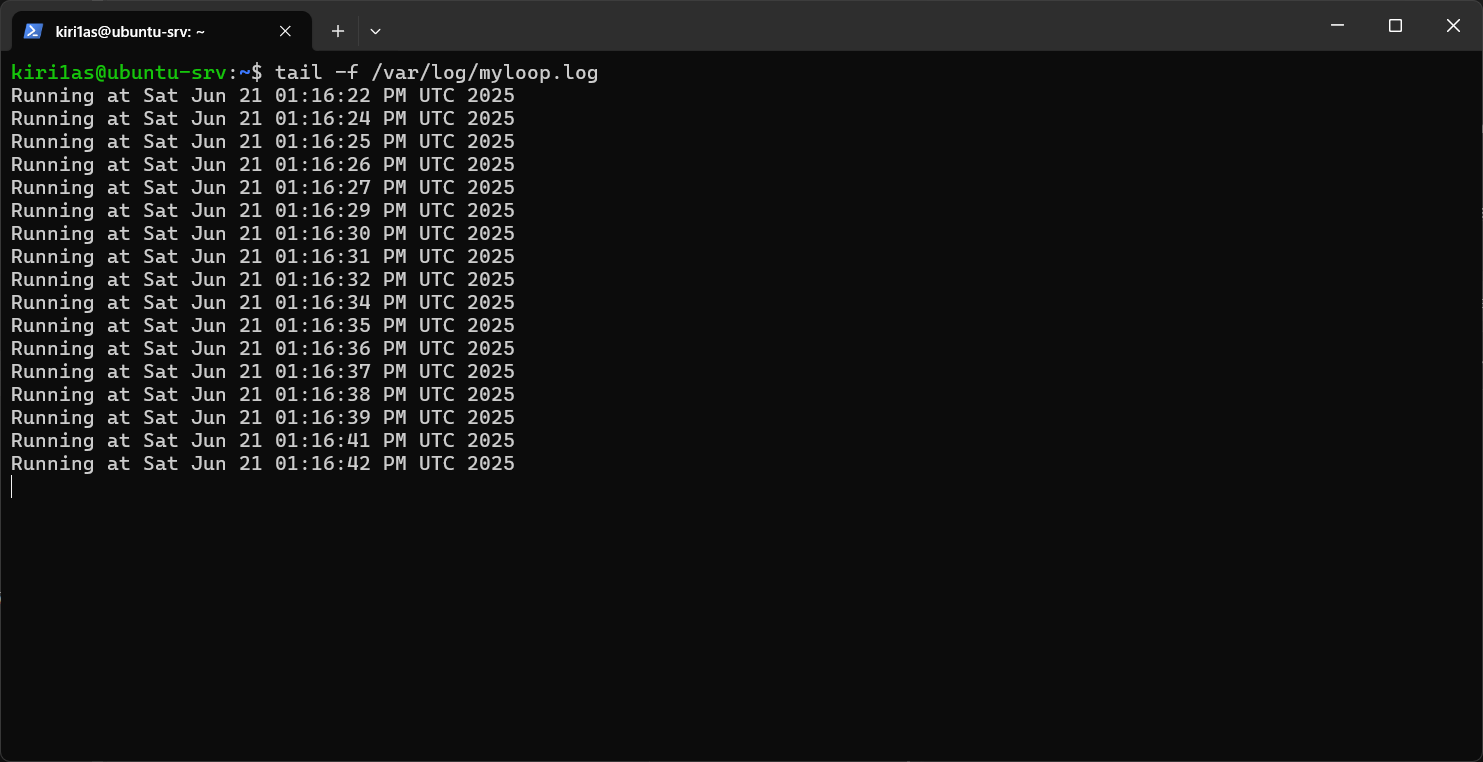 kiri1as@ubuntu-srv: ~
kiri1as@ubuntu-srv:~$ tail -f /var/log/myloop.log
Running at Sat Jun 21 01:16:22 PM UTC 2025
Running at Sat Jun 21 01:16:24 PM UTC 2025
Running at Sat Jun 21 01:16:25 PM UTC 2025
Running at Sat Jun 21 01:16:26 PM UTC 2025
Running at Sat Jun 21 01:16:27 PM UTC 2025
Running at Sat Jun 21 01:16:29 PM UTC 2025
Running at Sat Jun 21 01:16:30 PM UTC 2025
Running at Sat Jun 21 01:16:31 PM UTC 2025
Running at Sat Jun 21 01:16:32 PM UTC 2025
Running at Sat Jun 21 01:16:34 PM UTC 2025
Running at Sat Jun 21 01:16:35 PM UTC 2025
Running at Sat Jun 21 01:16:36 PM UTC 2025
Running at Sat Jun 21 01:16:37 PM UTC 2025
Running at Sat Jun 21 01:16:38 PM UTC 2025
Running at Sat Jun 21 01:16:39 PM UTC 2025
Running at Sat Jun 21 01:16:41 PM UTC 2025
Running at Sat Jun 21 01:16:42 PM UTC 2025